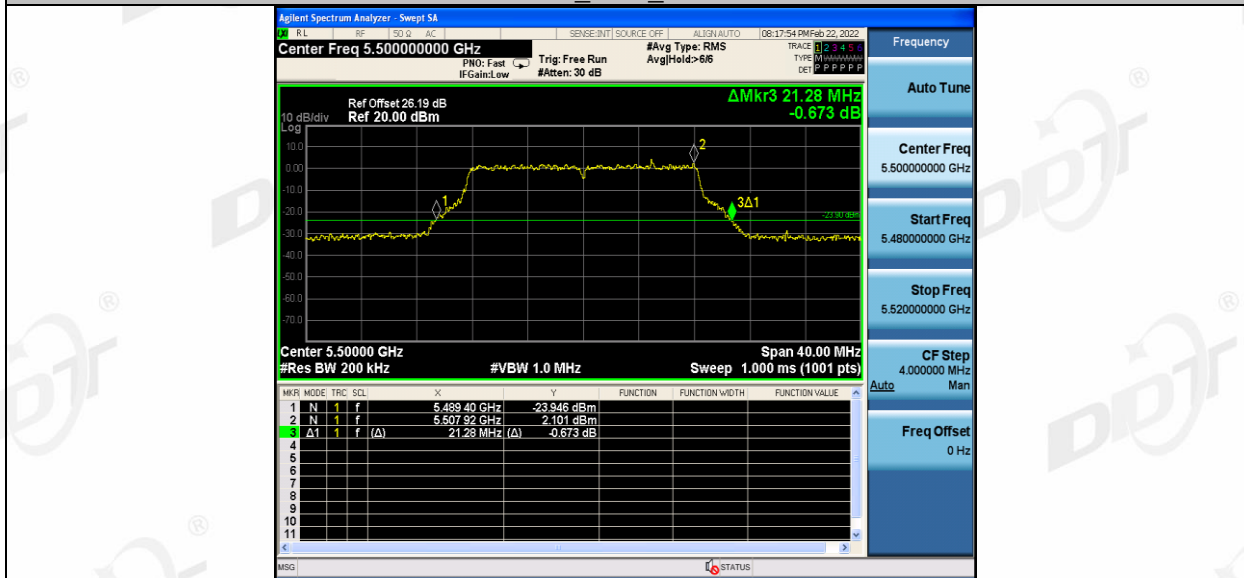 Agilent Spectrum Analyzer - Swept SA
RL RF 50 Ω AC SENSE:INT SOURCE OFF ALIGN AUTO 08:17:54 PM Feb 22, 2022
Center Freq 5.500000000 GHz
PNO: Fast
IFGain:Low
Trig: Free Run
#Atten: 30 dB
#Avg Type: RMS
Avg|Hold:>6/6
TRACE 1 2 3 4 5 6
TYPE M
DET P P P P P P
ΔMkr3 21.28 MHz
-0.673 dB
Ref Offset 26.19 dB
10 dB/div Ref 20.00 dBm
Log
10.0
0.00
-10.0
-20.0
-30.0
-40.0
-50.0
-60.0
-70.0
1
2
3Δ1
-23.90 dBm
Center 5.50000 GHz Span 40.00 MHz
#Res BW 200 kHz #VBW 1.0 MHz Sweep 1.000 ms (1001 pts)
MKR MODE TRC SCL X Y FUNCTION FUNCTION WIDTH FUNCTION VALUE
1 N 1 f 5.489 40 GHz -23.946 dBm
2 N 1 f 5.507 92 GHz 2.101 dBm
3 Δ1 1 f (Δ) 21.28 MHz (Δ) -0.673 dB
4
5
6
7
8
9
10
11
MSG STATUS
Frequency
Auto Tune
Center Freq
5.500000000 GHz
Start Freq
5.480000000 GHz
Stop Freq
5.520000000 GHz
CF Step
4.000000 MHz
Auto Man
Freq Offset
0 Hz
DDT
®